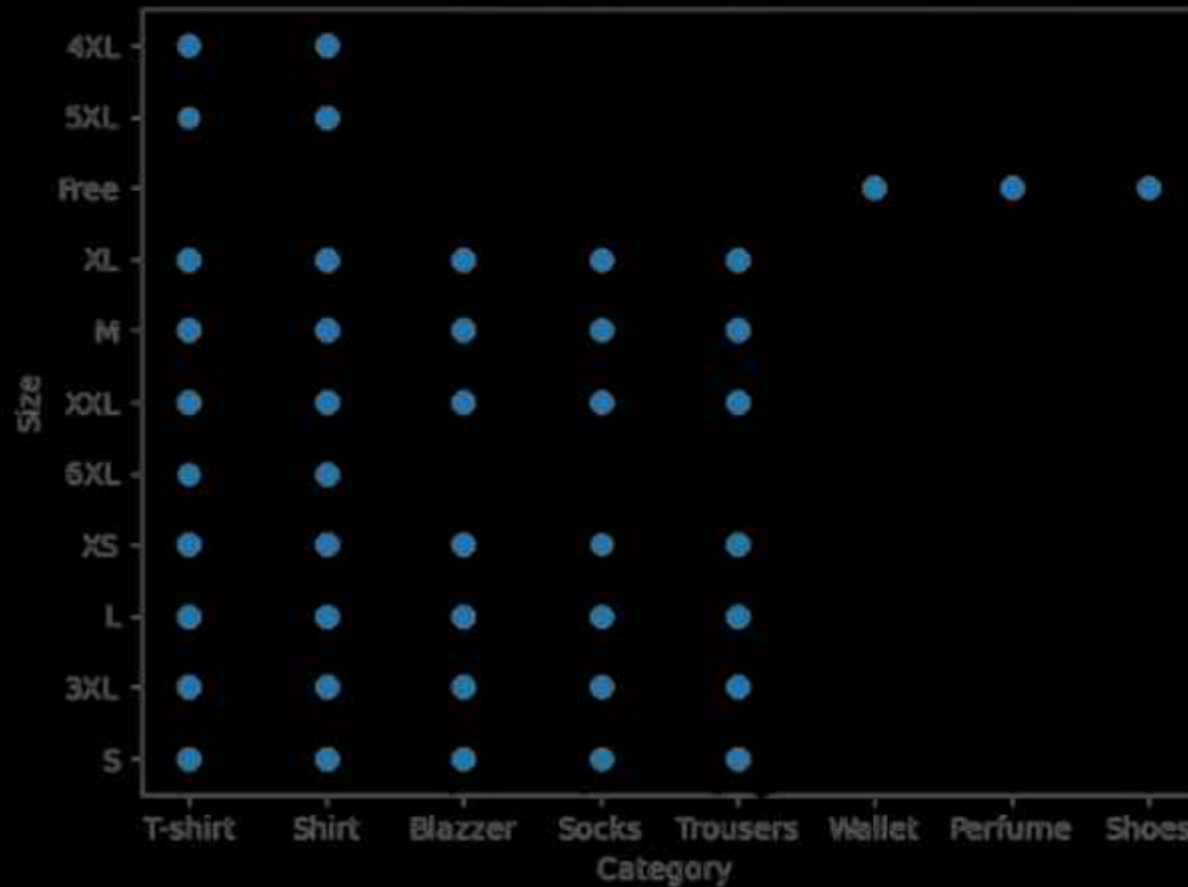 4XL
5XL
Free
XL
M
XXL
6XL
XS
L
3XL
S
Size
T-shirt Shirt Blazzer Socks Trousers Wallet Perfume Shoes
Category